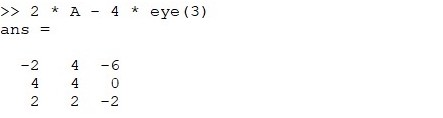 >> 2 * A - 4 * eye(3)
ans =
-2 4 -6
4 4 0
2 2 -2